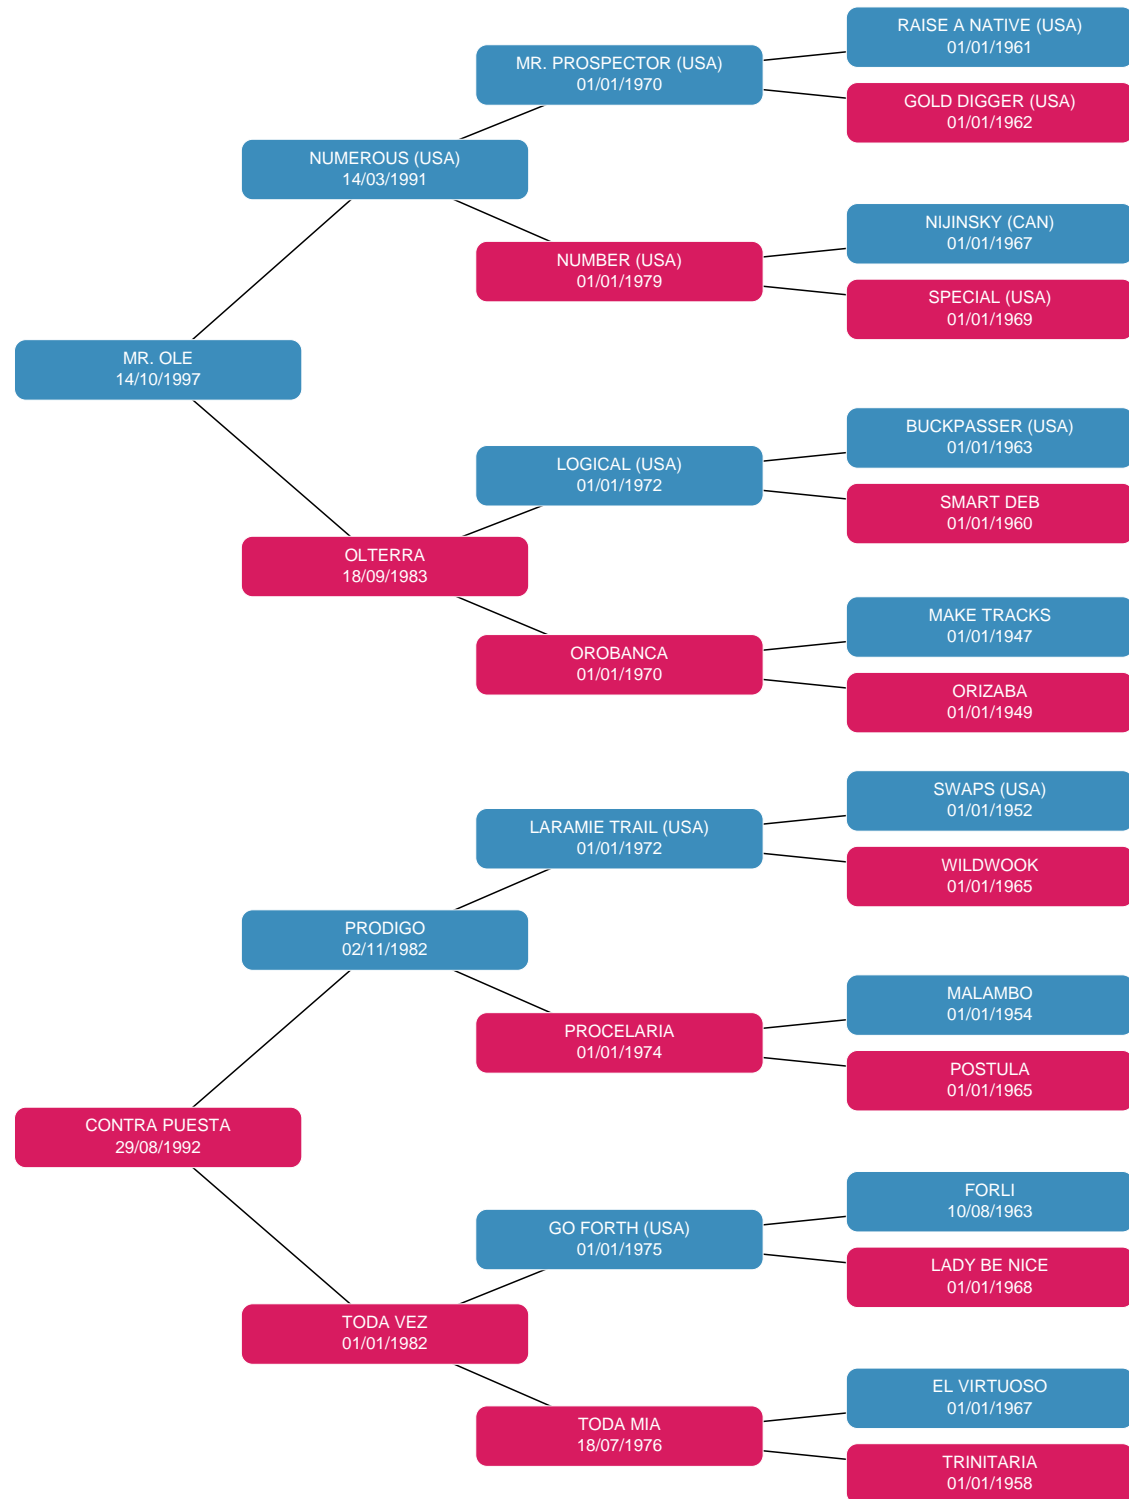 RAISE A NATIVE (USA)
01/01/1961
MR. PROSPECTOR (USA)
01/01/1970
GOLD DIGGER (USA)
01/01/1962
NUMEROUS (USA)
14/03/1991
NIJINSKY (CAN)
01/01/1967
NUMBER (USA)
01/01/1979
SPECIAL (USA)
01/01/1969
MR. OLE
14/10/1997
BUCKPASSER (USA)
01/01/1963
LOGICAL (USA)
01/01/1972
SMART DEB
01/01/1960
OLTERRA
18/09/1983
MAKE TRACKS
01/01/1947
OROBANCA
01/01/1970
ORIZABA
01/01/1949
SWAPS (USA)
01/01/1952
LARAMIE TRAIL (USA)
01/01/1972
WILDWOOK
01/01/1965
PRODIGO
02/11/1982
MALAMBO
01/01/1954
PROCELARIA
01/01/1974
POSTULA
01/01/1965
CONTRA PUESTA
29/08/1992
FORLI
10/08/1963
GO FORTH (USA)
01/01/1975
LADY BE NICE
01/01/1968
TODA VEZ
01/01/1982
EL VIRTUOSO
01/01/1967
TODA MIA
18/07/1976
TRINITARIA
01/01/1958